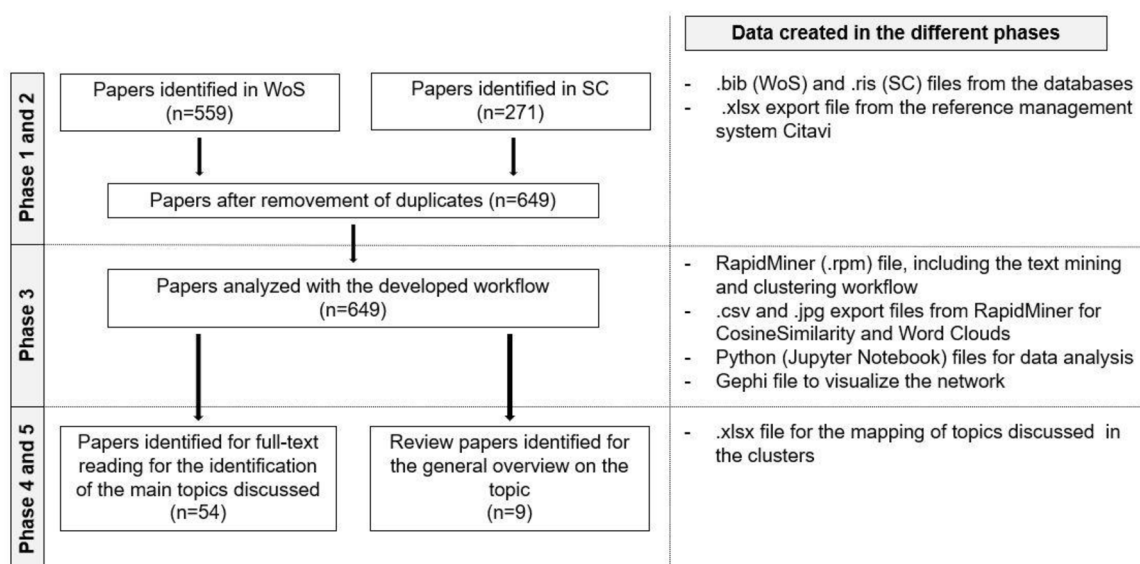 Data created in the different phases
Phase 1 and 2
Papers identified in WoS
(n=559)
Papers identified in SC
(n=271)
Papers after removement of duplicates (n=649)
- .bib (WoS) and .ris (SC) files from the databases
- .xlsx export file from the reference management
system Citavi
Phase 3
Papers analyzed with the developed workflow
(n=649)
- RapidMiner (.rpm) file, including the text mining
and clustering workflow
- .csv and .jpg export files from RapidMiner for
CosineSimilarity and Word Clouds
- Python (Jupyter Notebook) files for data analysis
- Gephi file to visualize the network
Phase 4 and 5
Papers identified for full-text
reading for the identification
of the main topics discussed
(n=54)
Review papers identified for
the general overview on the
topic
(n=9)
- .xlsx file for the mapping of topics discussed in
the clusters